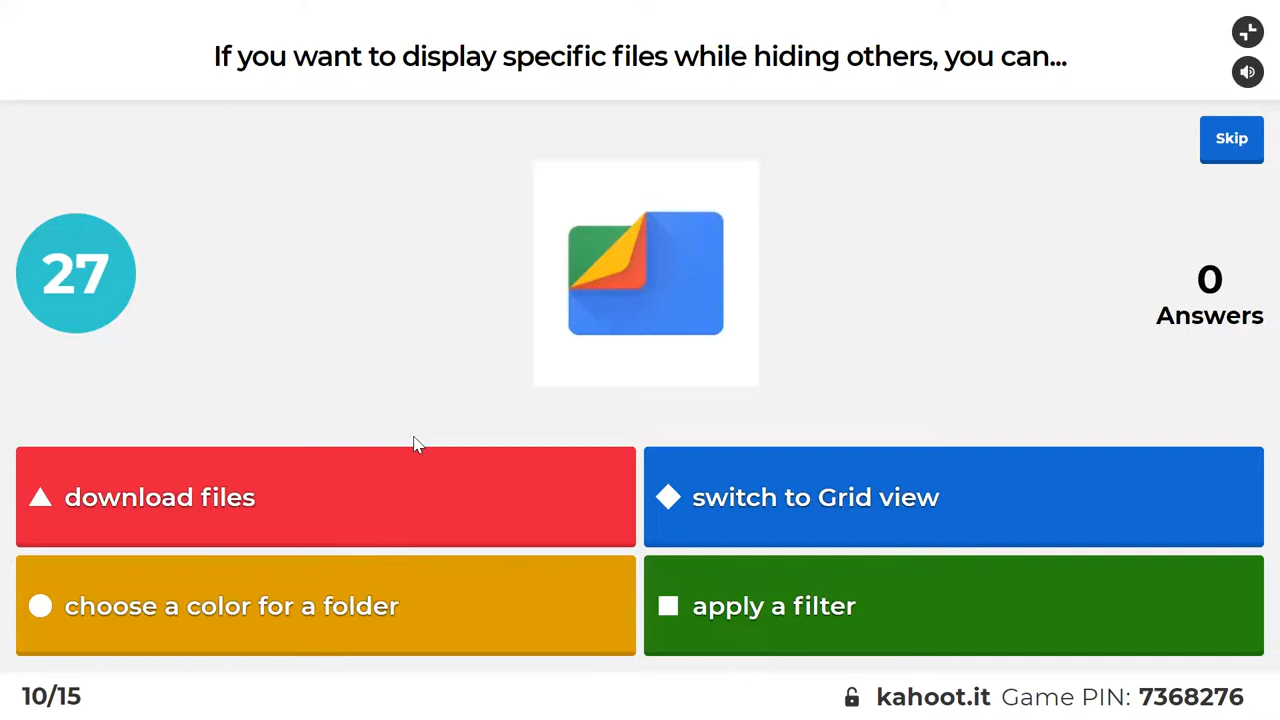 If you want to display specific files while hiding others, you can...
Skip
27
0
Answers
download files
switch to Grid view
choose a color for a folder
apply a filter
10/15
kahoot.it Game PIN: 7368276